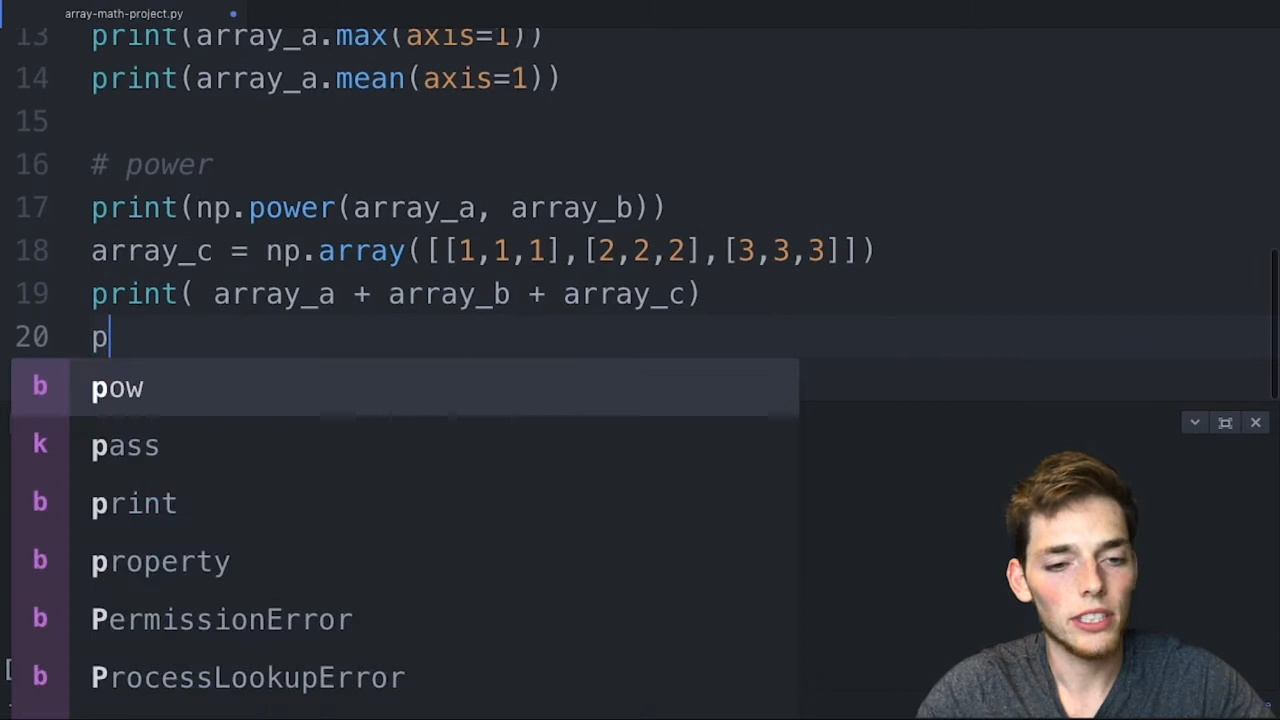 array-math-project.py
13 print(array_a.max(axis=1))
14 print(array_a.mean(axis=1))
15
16 # power
17 print(np.power(array_a, array_b))
18 array_c = np.array([[1,1,1],[2,2,2],[3,3,3]])
19 print( array_a + array_b + array_c)
20 p
b pow
k pass
b print
b property
b PermissionError
b ProcessLookupError
[